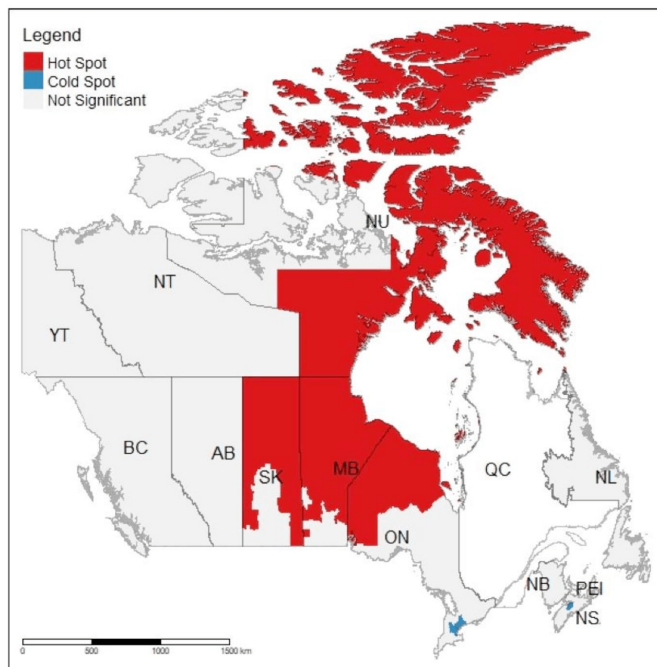 Legend
Hot Spot
Cold Spot
Not Significant
NU
NT
YT
BC
AB
SK
MB
QC
NL
ON
NB
PEI
NS
0 500 1000 1500 km